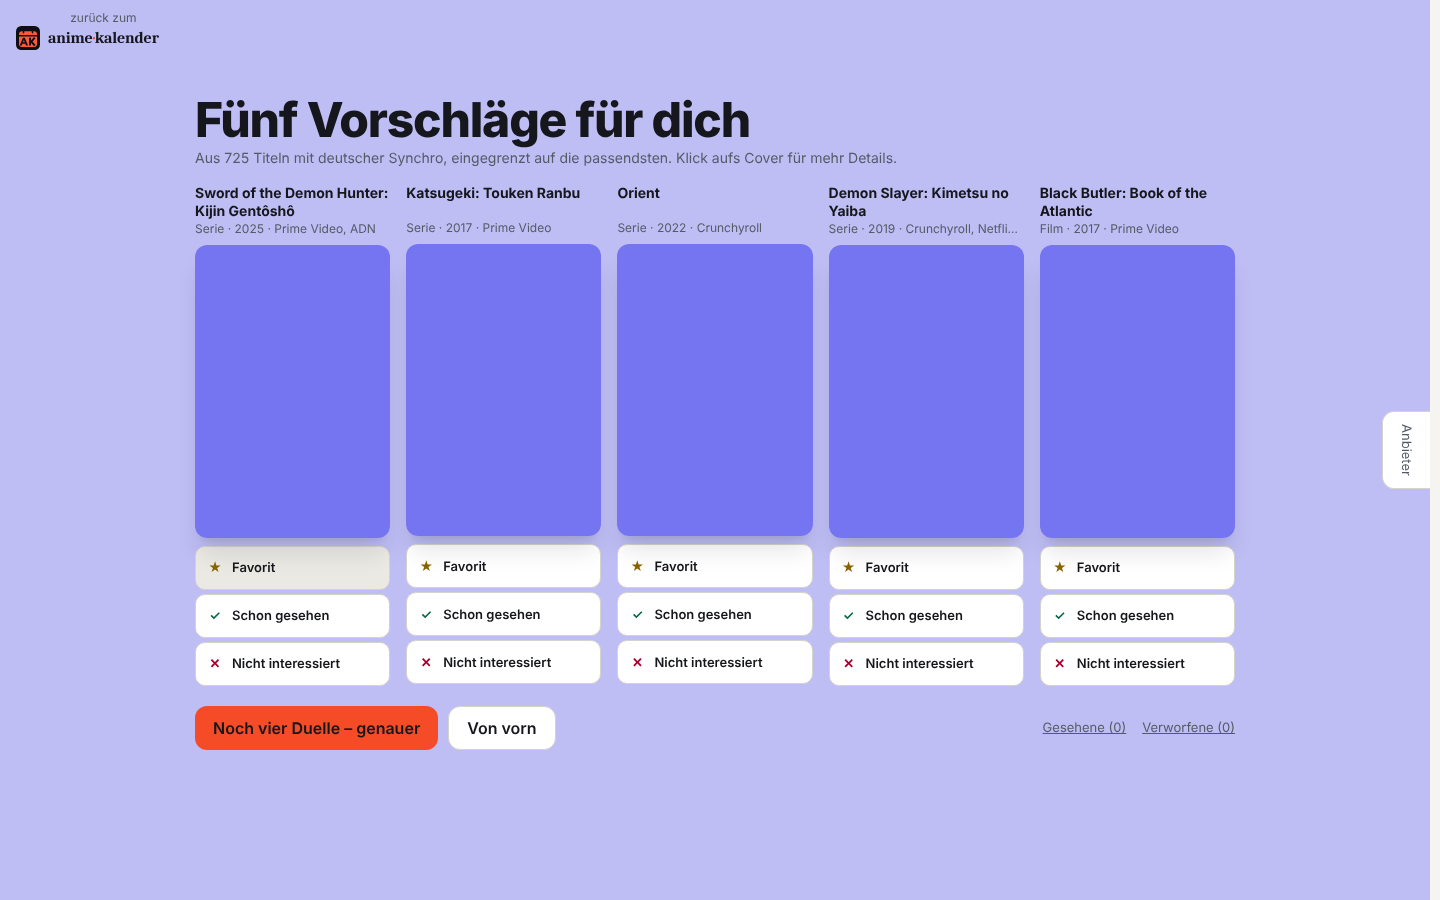 zurück zum
anime·kalender
Fünf Vorschläge für dich
Aus 725 Titeln mit deutscher Synchro, eingegrenzt auf die passendsten. Klick aufs Cover für mehr Details.
Sword of the Demon Hunter:
Kijin Gentôshô
Serie · 2025 · Prime Video, ADN
Katsugeki: Touken Ranbu
Serie · 2017 · Prime Video
Orient
Serie · 2022 · Crunchyroll
Demon Slayer: Kimetsu no
Yaiba
Serie · 2019 · Crunchyroll, Netfli...
Black Butler: Book of the
Atlantic
Film · 2017 · Prime Video
★ Favorit
✓ Schon gesehen
✕ Nicht interessiert
★ Favorit
✓ Schon gesehen
✕ Nicht interessiert
★ Favorit
✓ Schon gesehen
✕ Nicht interessiert
★ Favorit
✓ Schon gesehen
✕ Nicht interessiert
★ Favorit
✓ Schon gesehen
✕ Nicht interessiert
Noch vier Duelle – genauer
Von vorn
Gesehene (0)
Verworfene (0)
Anbieter
AK